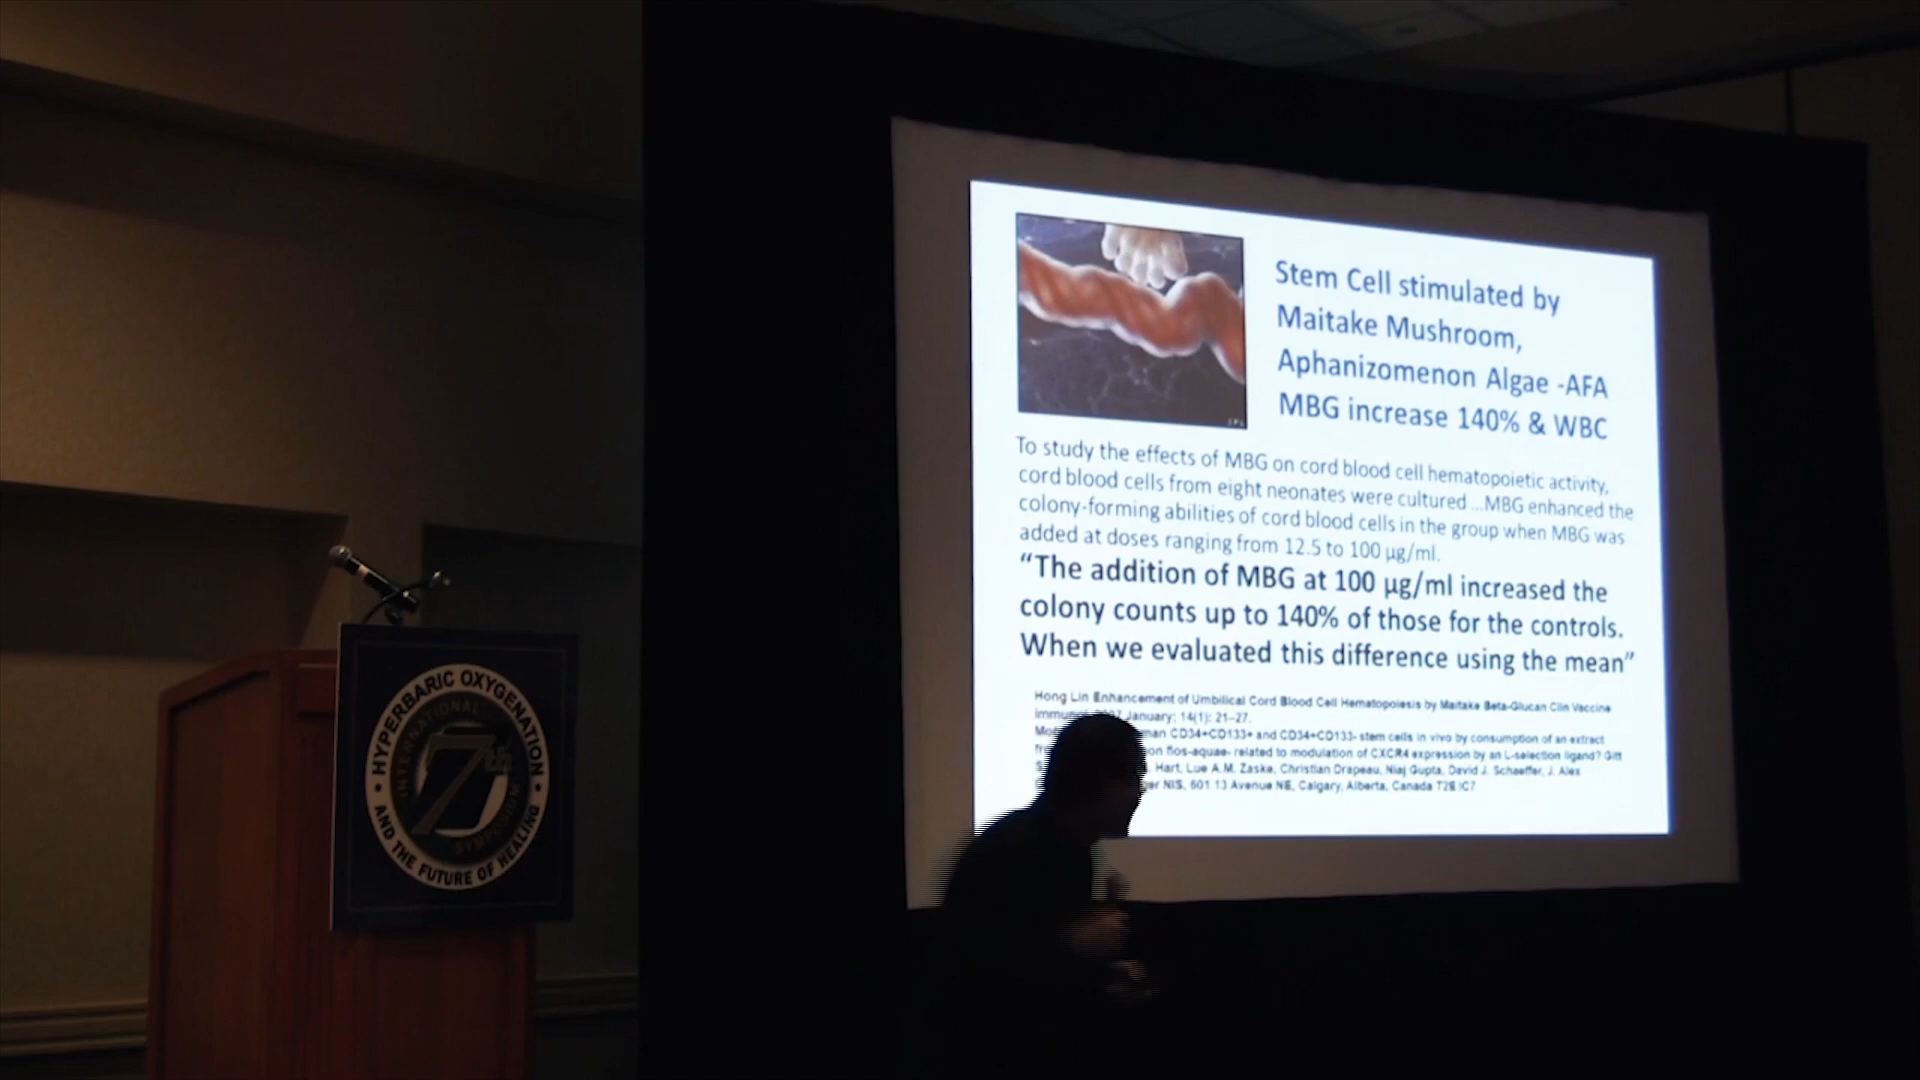 HYPERBARIC OXYGENATION
AND THE FUTURE OF HEALING
INTERNATIONAL
7th
SYMPOSIUM
Stem Cell stimulated by
Maitake Mushroom,
Aphanizomenon Algae -AFA
MBG increase 140% & WBC
To study the effects of MBG on cord blood cell hematopoietic activity,
cord blood cells from eight neonates were cultured ...MBG enhanced the
colony-forming abilities of cord blood cells in the group when MBG was
added at doses ranging from 12.5 to 100 µg/ml.
“The addition of MBG at 100 µg/ml increased the
colony counts up to 140% of those for the controls.
When we evaluated this difference using the mean”
Hong Lin Enhancement of Umbilical Cord Blood Cell Hematopoiesis by Maitake Beta-Glucan Clin Vaccine
Immunol. 2007 January; 14(1): 21–27.
CD34+CD133+ and CD34+CD133- stem cells in vivo by consumption of an extract
flos-aquae- related to modulation of CXCR4 expression by an L-selection ligand? Gitt
Hart, Lue A.M. Zaske, Christian Drapeau, Niraj Gupta, David J. Schaeffer, J. Alex
NIS, 601 13 Avenue NE, Calgary, Alberta, Canada T2E IC7